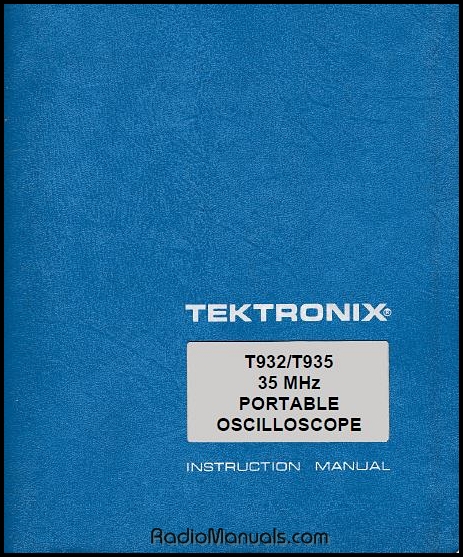 TEKTRONIX®
T932/T935
35 MHz
PORTABLE
OSCILLOSCOPE
INSTRUCTION MANUAL
RadioManuals.com